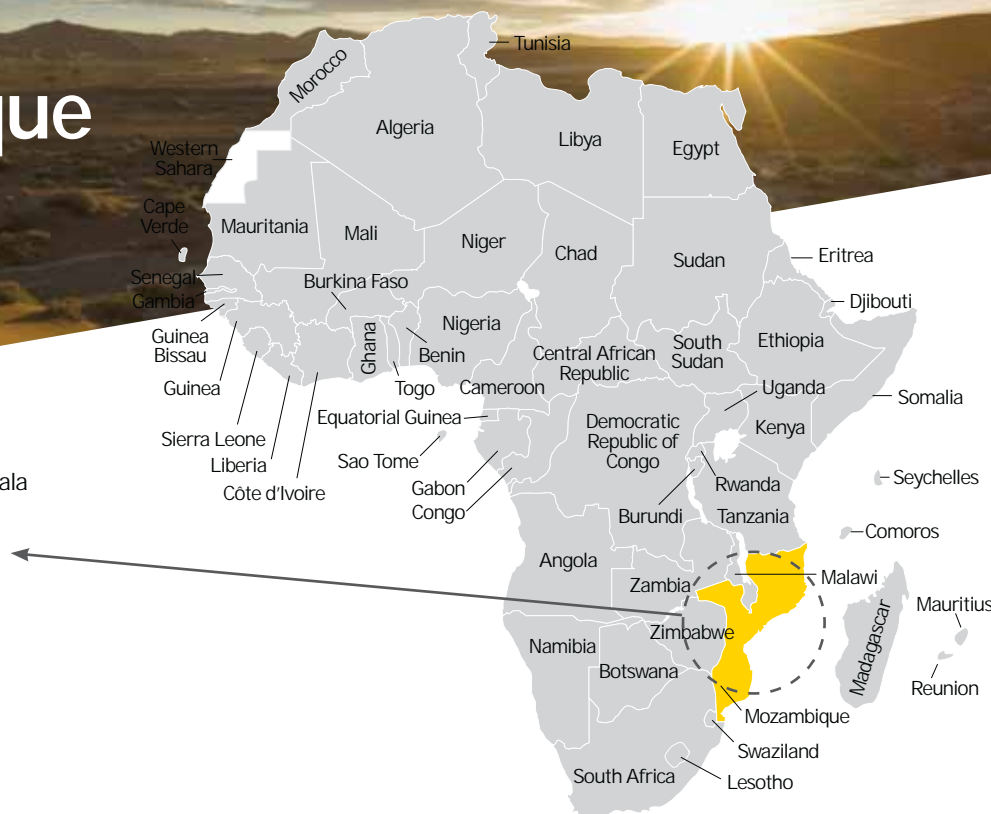 que
Tunisia
Morocco
Algeria
Libya
Egypt
Western
Sahara
Cape
Verde
Mauritania
Mali
Niger
Chad
Sudan
Eritrea
Senegal
Gambia
Burkina Faso
Djibouti
Guinea
Bissau
Ghana
Nigeria
Benin
Central African
Republic
South
Sudan
Ethiopia
Guinea
Togo
Cameroon
Uganda
Somalia
Equatorial Guinea
Democratic
Republic of
Congo
Kenya
Sierra Leone
Liberia
Sao Tome
ala
Côte d'Ivoire
Gabon
Congo
Rwanda
Seychelles
Burundi
Tanzania
Comoros
Angola
Zambia
Malawi
Madagascar
Mauritius
Namibia
Zimbabwe
Botswana
Reunion
Mozambique
Swaziland
South Africa
Lesotho